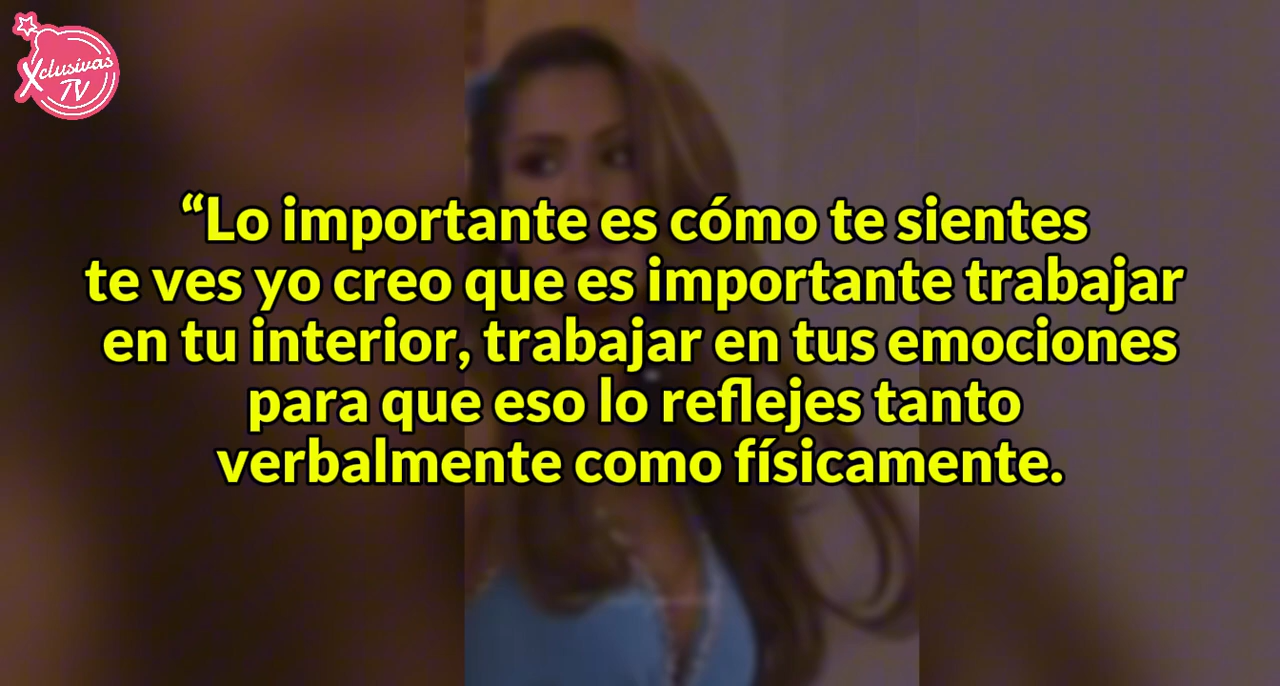 Xclusivas
TV
“Lo importante es cómo te sientes
te ves yo creo que es importante trabajar
en tu interior, trabajar en tus emociones
para que eso lo reflejes tanto
verbalmente como físicamente.